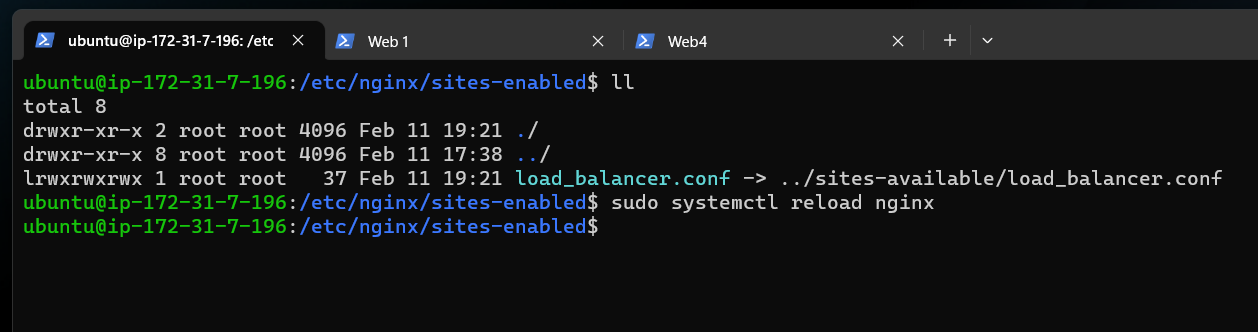 ubuntu@ip-172-31-7-196: /etc
Web 1
Web4
ubuntu@ip-172-31-7-196:/etc/nginx/sites-enabled$ ll
total 8
drwxr-xr-x 2 root root 4096 Feb 11 19:21 ./
drwxr-xr-x 8 root root 4096 Feb 11 17:38 ../
lrwxrwxrwx 1 root root   37 Feb 11 19:21 load_balancer.conf -> ../sites-available/load_balancer.conf
ubuntu@ip-172-31-7-196:/etc/nginx/sites-enabled$ sudo systemctl reload nginx
ubuntu@ip-172-31-7-196:/etc/nginx/sites-enabled$